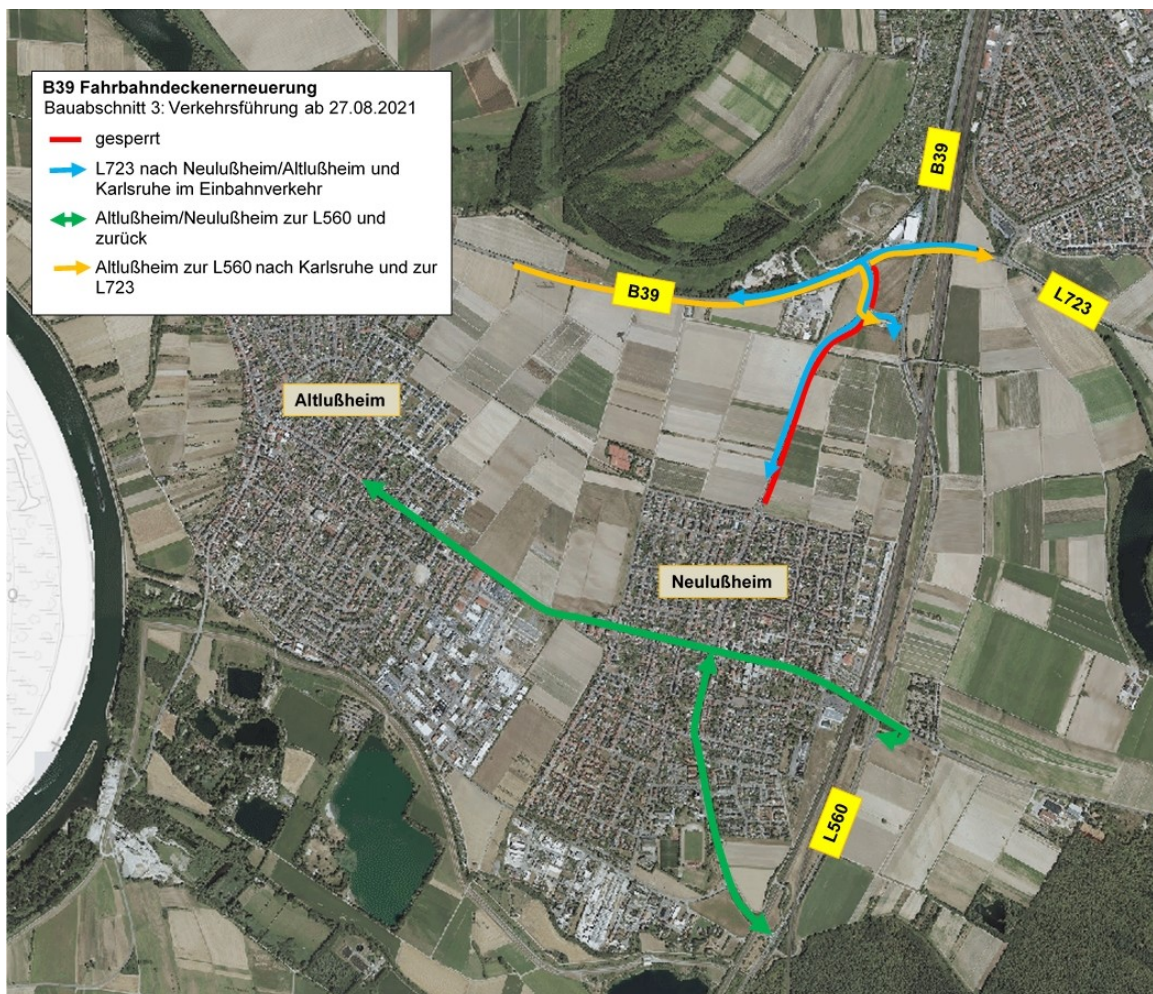 B39 Fahrbahndeckenerneuerung
Bauabschnitt 3: Verkehrsführung ab 27.08.2021
gesperrt
L723 nach Neulußheim/Altlußheim und
Karlsruhe im Einbahnverkehr
Altlußheim/Neulußheim zur L560 und
zurück
Altlußheim zur L560 nach Karlsruhe und zur
L723
B39
B39
L723
Altlußheim
Neulußheim
L560